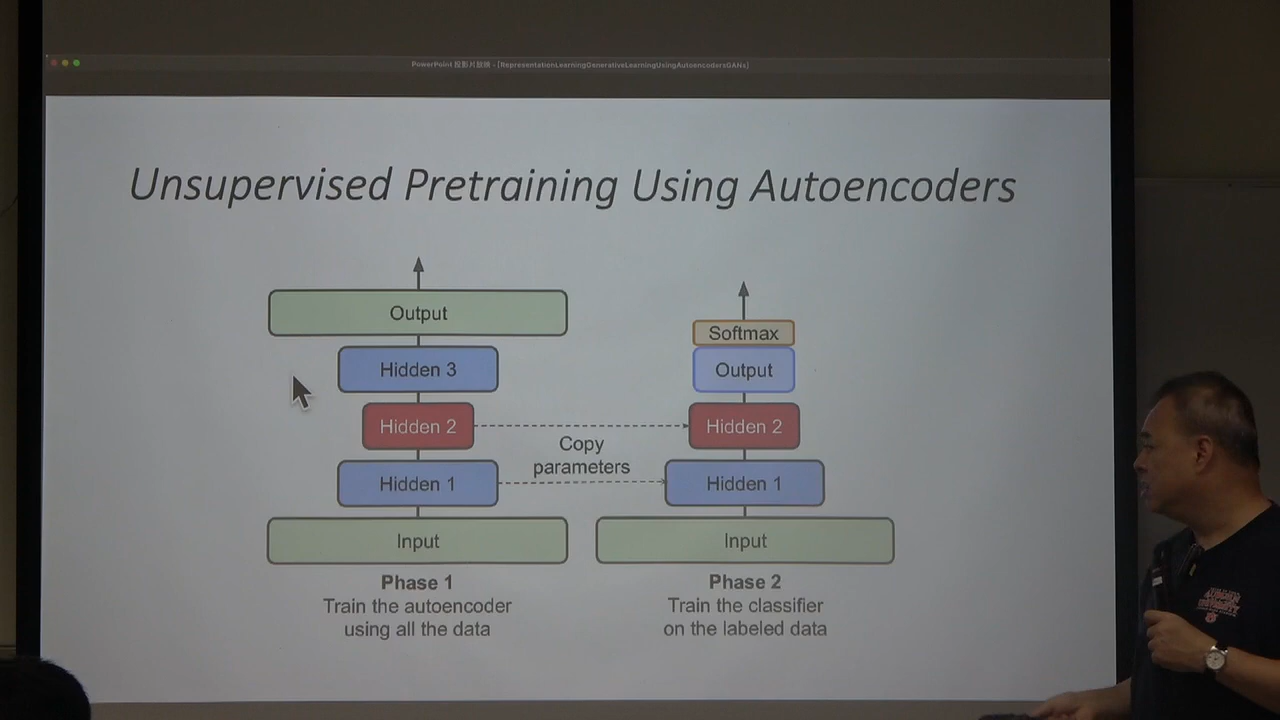 PowerPoint 投影片放映 - [RepresentationLearningGenerativeLearningUsingAutoencodersGANs]
Unsupervised Pretraining Using Autoencoders
Output
Hidden 3
Hidden 2
Hidden 1
Input
Phase 1
Train the autoencoder
using all the data
Copy
parameters
Softmax
Output
Hidden 2
Hidden 1
Input
Phase 2
Train the classifier
on the labeled data
AUBURN
UNIVERSITY